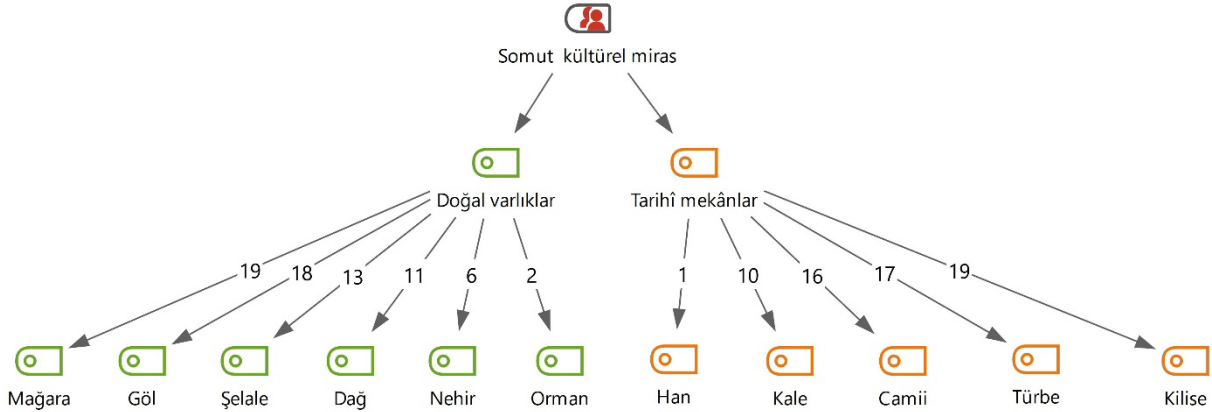 Somut kültürel miras
Doğal varlıklar
Tarihî mekânlar
19
18
13
11
6
2
1
10
16
17
19
Mağara
Göl
Şelale
Dağ
Nehir
Orman
Han
Kale
Camii
Türbe
Kilise